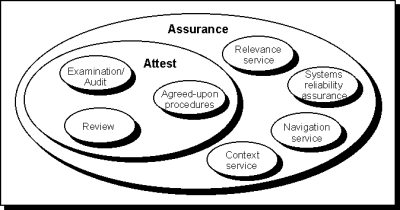 Assurance
Attest
Examination/
Audit
Agreed-upon
procedures
Review
Relevance
service
Systems
reliability
assurance
Navigation
service
Context
service